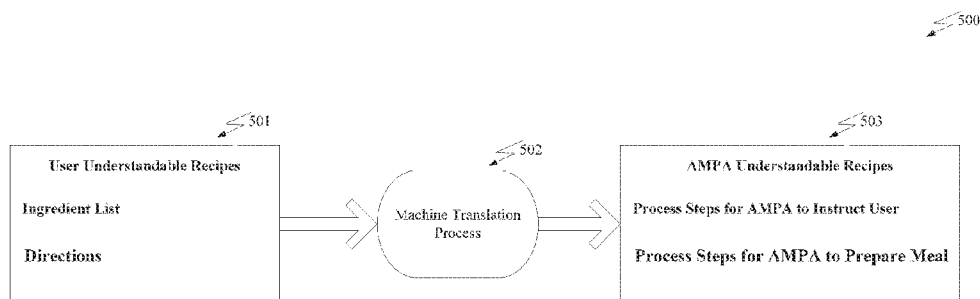 500
501
User Understandable Recipes
Ingredient List
Directions
502
Machine Translation
Process
503
AMPA Understandable Recipes
Process Steps for AMPA to Instruct User
Process Steps for AMPA to Prepare Meal